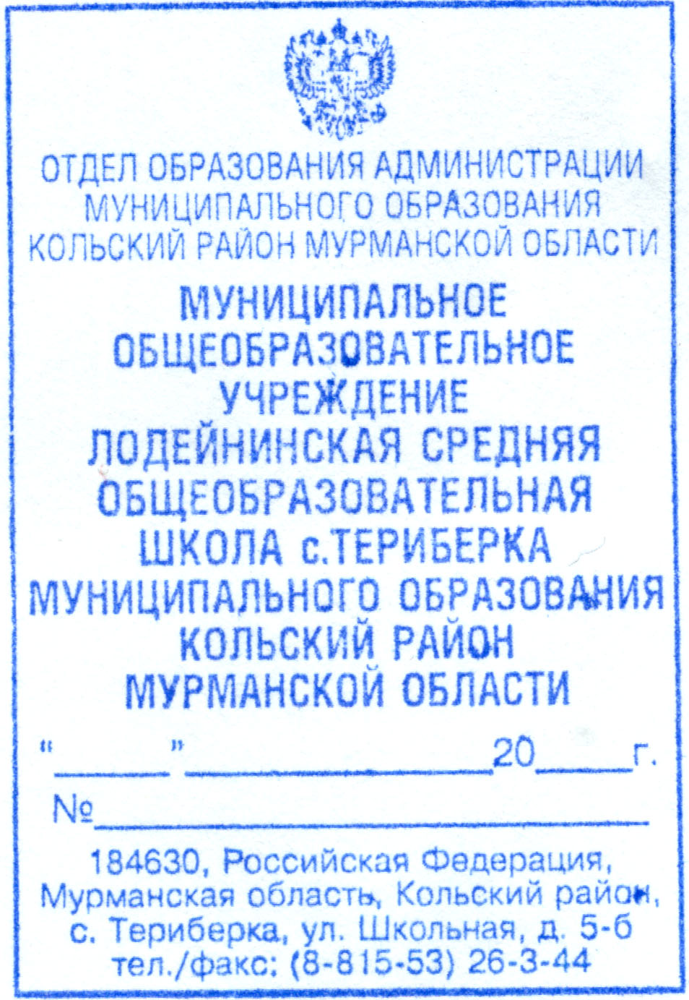 ОТДЕЛ ОБРАЗОВАНИЯ АДМИНИСТРАЦИИ
МУНИЦИПАЛЬНОГО ОБРАЗОВАНИЯ
КОЛЬСКИЙ РАЙОН МУРМАНСКОЙ ОБЛАСТИ
МУНИЦИПАЛЬНОЕ
ОБЩЕОБРАЗОВАТЕЛЬНОЕ
УЧРЕЖДЕНИЕ
ЛОДЕЙНИНСКАЯ СРЕДНЯЯ
ОБЩЕОБРАЗОВАТЕЛЬНАЯ
ШКОЛА с.ТЕРИБЕРКА
МУНИЦИПАЛЬНОГО ОБРАЗОВАНИЯ
КОЛЬСКИЙ РАЙОН
МУРМАНСКОЙ ОБЛАСТИ
“______”________________20_____г.
№_____________________________
184630, Российская Федерация,
Мурманская область, Кольский район,
с. Териберка, ул. Школьная, д. 5-б
тел./факс: (8-815-53) 26-3-44